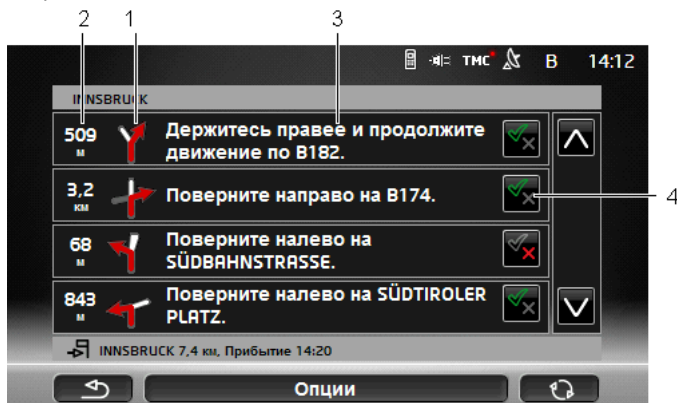 2 1 3
TMC B 14:12
INNSBRUCK
509 м
Держитесь правее и продолжите
движение по B182.
3,2 км
Поверните направо на B174.
4
68 м
Поверните налево на
SÜDBAHNSTRASSE.
843 м
Поверните налево на SÜDTIROLER
PLATZ.
INNSBRUCK 7,4 км, Прибытие 14:20
Опции